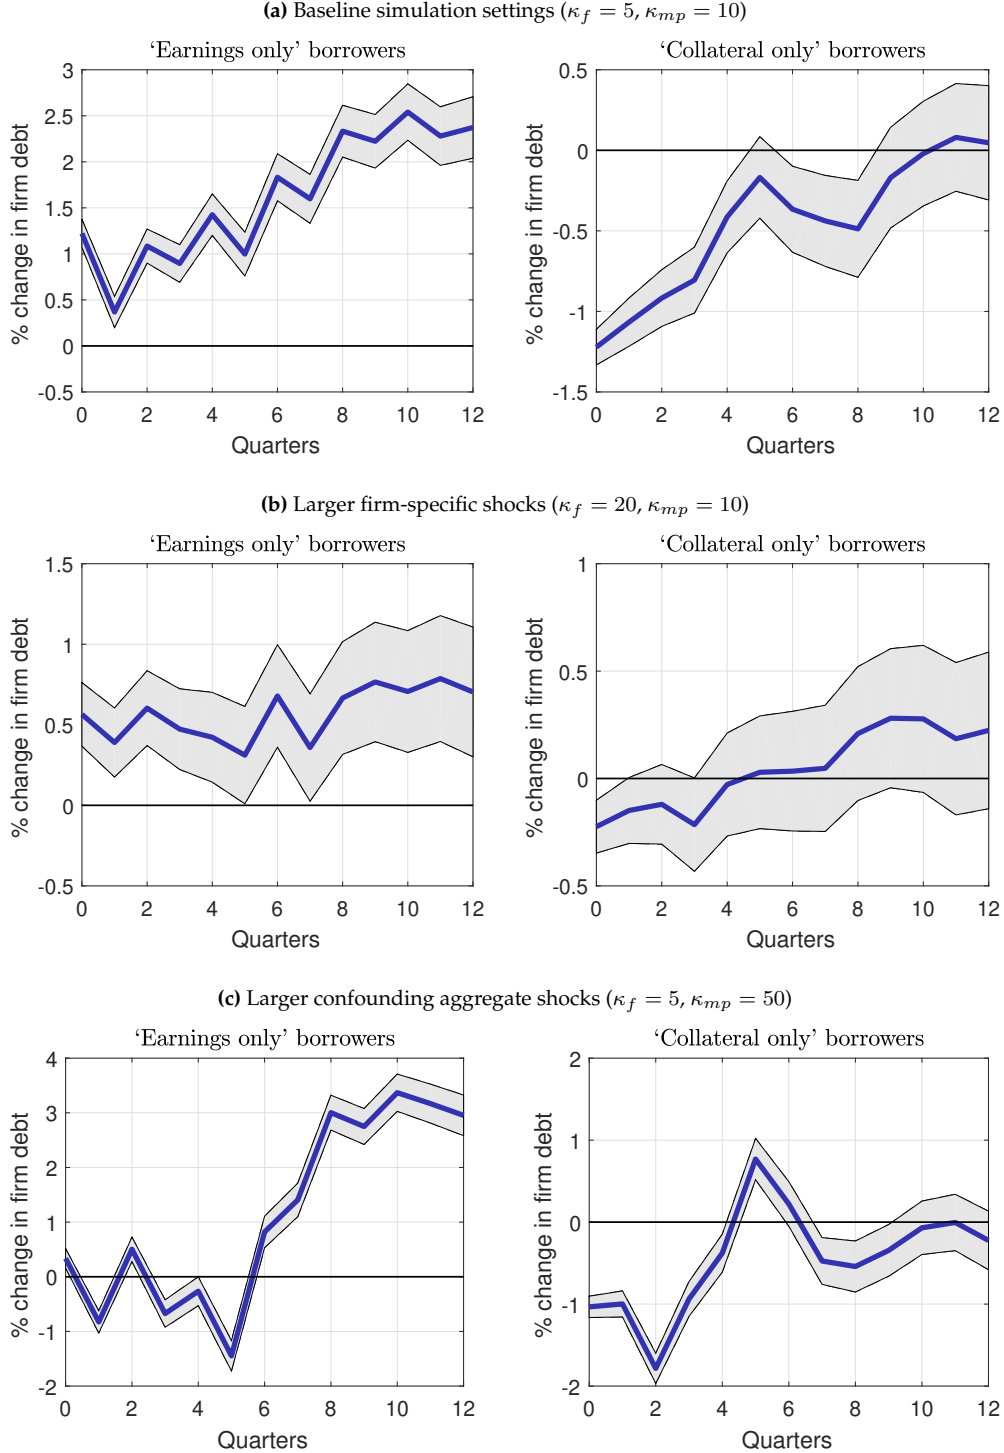 (a) Baseline simulation settings (κf = 5, κmp = 10)
‘Earnings only’ borrowers
‘Collateral only’ borrowers
% change in firm debt
3
2.5
2
1.5
1
0.5
0
-0.5
0 2 4 6 8 10 12
Quarters
% change in firm debt
0.5
0
-0.5
-1
-1.5
0 2 4 6 8 10 12
Quarters
(b) Larger firm-specific shocks (κf = 20, κmp = 10)
‘Earnings only’ borrowers
‘Collateral only’ borrowers
% change in firm debt
1.5
1
0.5
0
-0.5
0 2 4 6 8 10 12
Quarters
% change in firm debt
1
0.5
0
-0.5
0 2 4 6 8 10 12
Quarters
(c) Larger confounding aggregate shocks (κf = 5, κmp = 50)
‘Earnings only’ borrowers
‘Collateral only’ borrowers
% change in firm debt
4
3
2
1
0
-1
-2
0 2 4 6 8 10 12
Quarters
% change in firm debt
2
1
0
-1
-2
0 2 4 6 8 10 12
Quarters